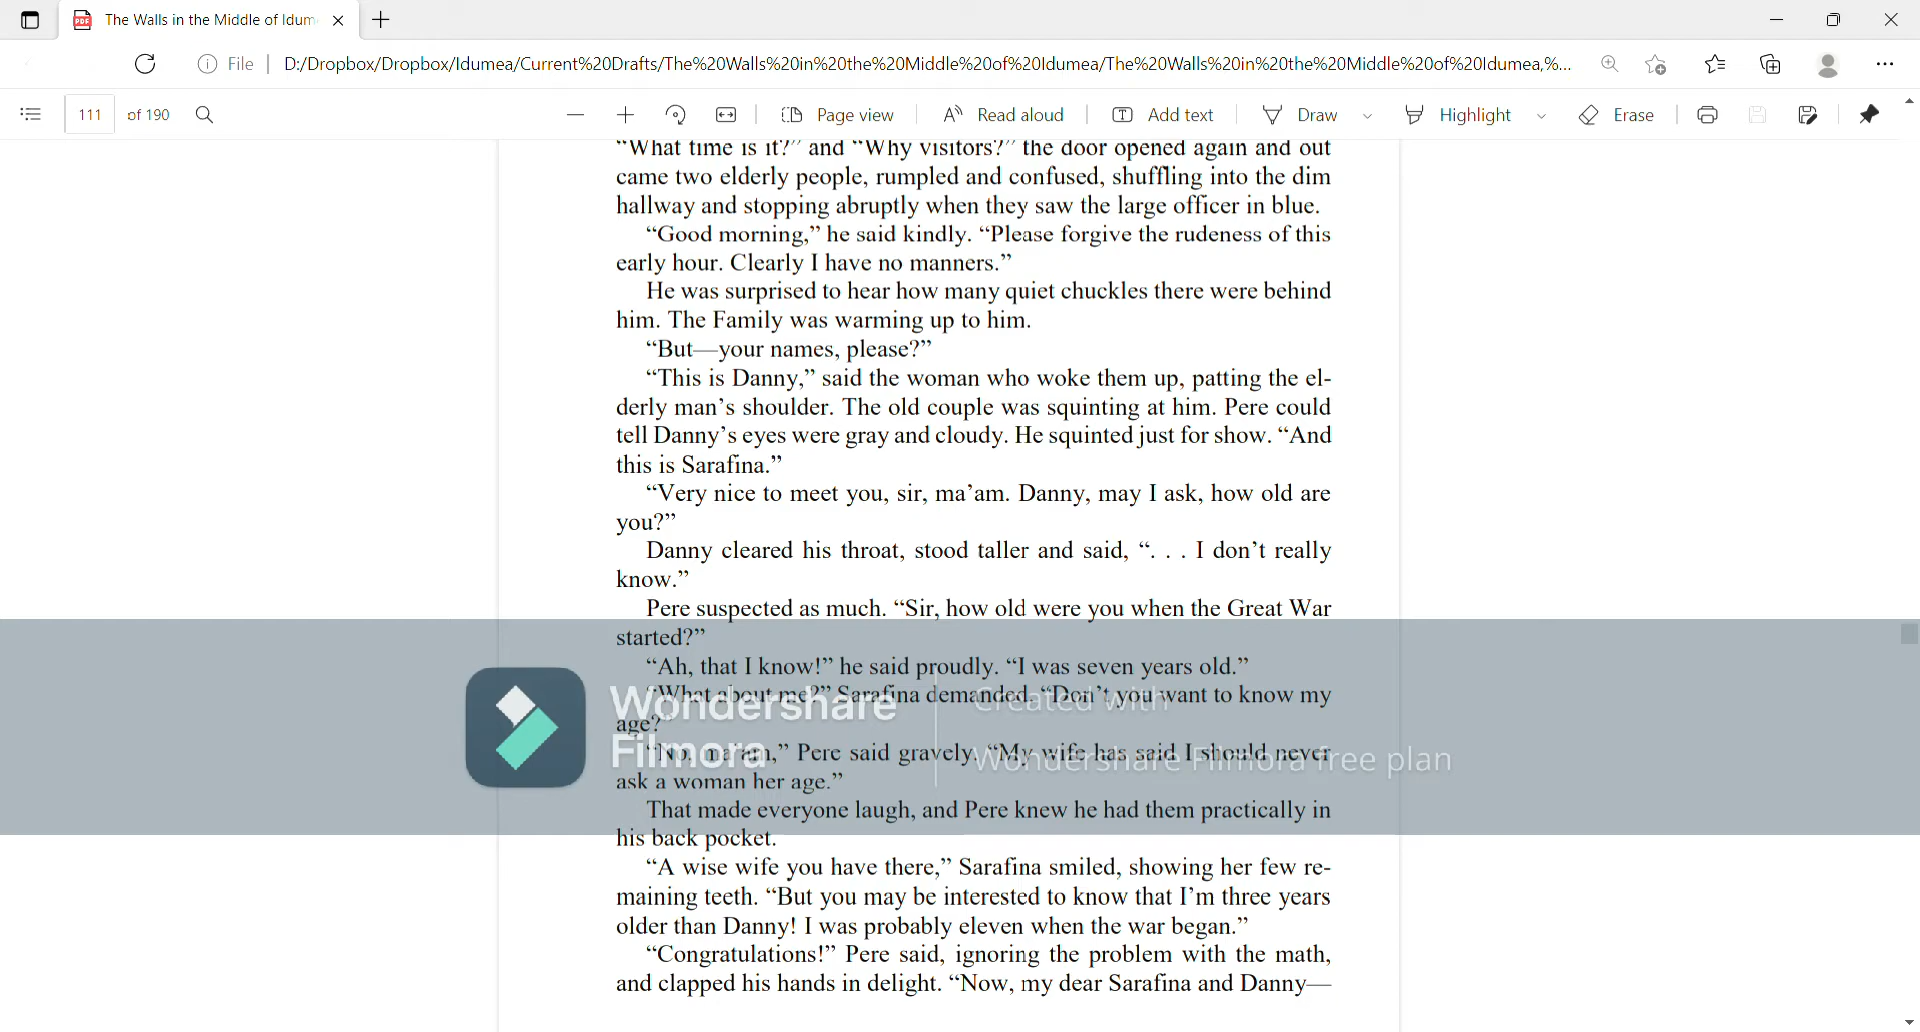 The Walls in the Middle of Idum
File
D:/Dropbox/Dropbox/Idumea/Current%20Drafts/The%20Walls%20in%20the%20Middle%20of%20Idumea/The%20Walls%20in%20the%20Middle%20of%20Idumea,%...
111 of 190 Page view Read aloud Add text Draw Highlight Erase
“What time is it?” and “Why visitors?” the door opened again and out
came two elderly people, rumpled and confused, shuffling into the dim
hallway and stopping abruptly when they saw the large officer in blue.
“Good morning,” he said kindly. “Please forgive the rudeness of this
early hour. Clearly I have no manners.”
He was surprised to hear how many quiet chuckles there were behind
him. The Family was warming up to him.
“But—your names, please?”
“This is Danny,” said the woman who woke them up, patting the el-
derly man’s shoulder. The old couple was squinting at him. Pere could
tell Danny’s eyes were gray and cloudy. He squinted just for show. “And
this is Sarafina.”
“Very nice to meet you, sir, ma’am. Danny, may I ask, how old are
you?”
Danny cleared his throat, stood taller and said, “. . . I don’t really
know.”
Pere suspected as much. “Sir, how old were you when the Great War
started?”
“Ah, that I know!” he said proudly. “I was seven years old.”
“What about me?” Sarafina demanded. “Don’t you want to know my
age?”
“No, ma’am,” Pere said gravely. “My wife has said I should never
ask a woman her age.”
That made everyone laugh, and Pere knew he had them practically in
his back pocket.
“A wise wife you have there,” Sarafina smiled, showing her few re-
maining teeth. “But you may be interested to know that I’m three years
older than Danny! I was probably eleven when the war began.”
“Congratulations!” Pere said, ignoring the problem with the math,
and clapped his hands in delight. “Now, my dear Sarafina and Danny—
Wondershare
Filmora
Created with
Wondershare Filmora free plan